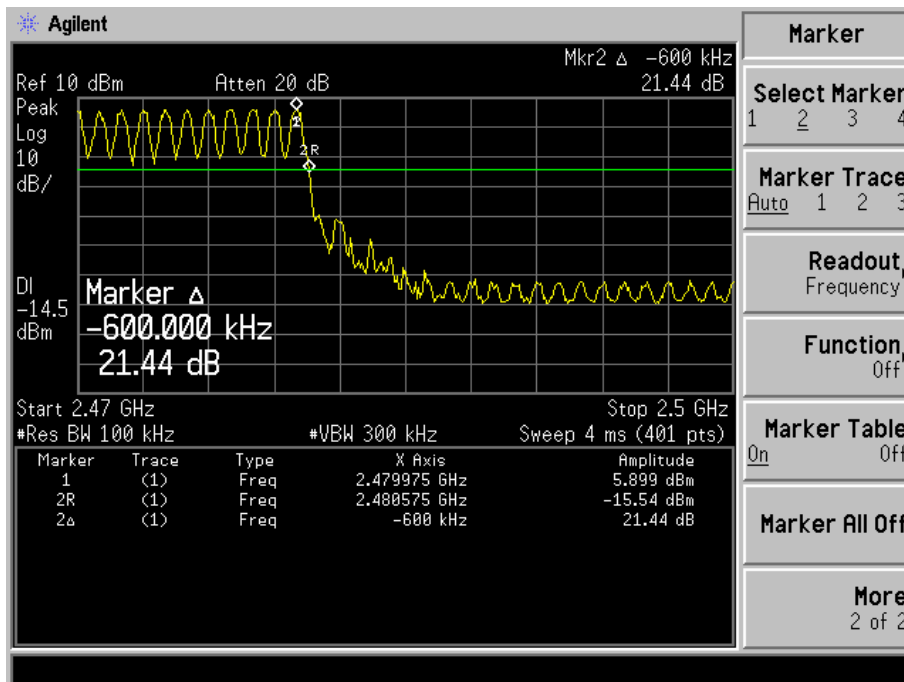 Agilent
Mkr2 Δ -600 kHz
Ref 10 dBm Atten 20 dB 21.44 dB
Peak
Log
10
dB/
1
2R
DI
-14.5
dBm
Marker Δ
-600.000 kHz
21.44 dB
Start 2.47 GHz Stop 2.5 GHz
#Res BW 100 kHz #VBW 300 kHz Sweep 4 ms (401 pts)
Marker Trace Type X Axis Amplitude
1 (1) Freq 2.479975 GHz 5.899 dBm
2R (1) Freq 2.480575 GHz -15.54 dBm
2Δ (1) Freq -600 kHz 21.44 dB
Marker
Select Marker
1 2 3 4
Marker Trace
Auto 1 2 3
Readout
Frequency
Function
Off
Marker Table
On Off
Marker All Off
More
2 of 2